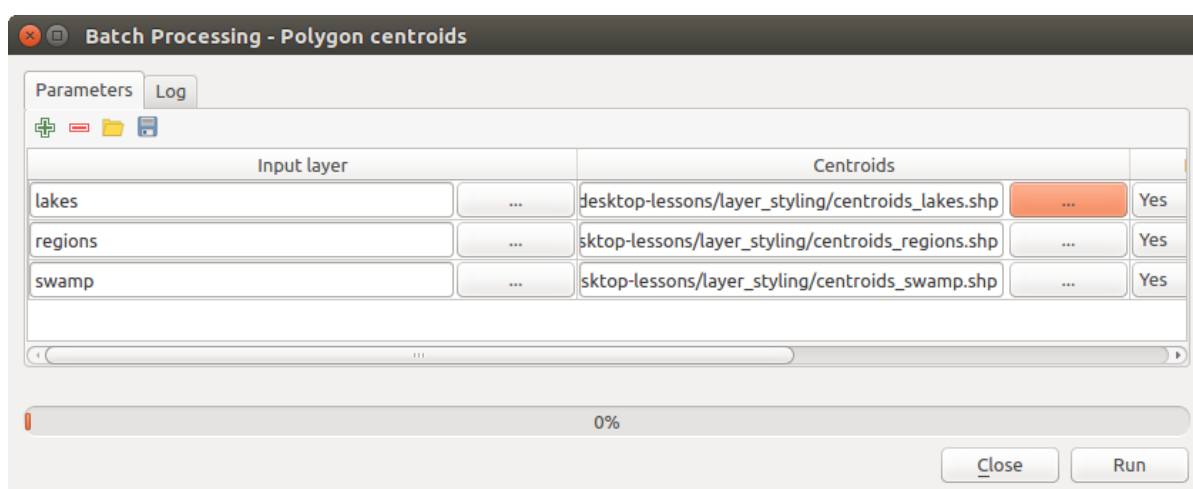 Batch Processing - Polygon centroids
Parameters Log
Input layer Centroids
lakes ... desktop-lessons/layer_styling/centroids_lakes.shp ... Yes
regions ... sktop-lessons/layer_styling/centroids_regions.shp ... Yes
swamp ... sktop-lessons/layer_styling/centroids_swamp.shp ... Yes
0%
Close Run